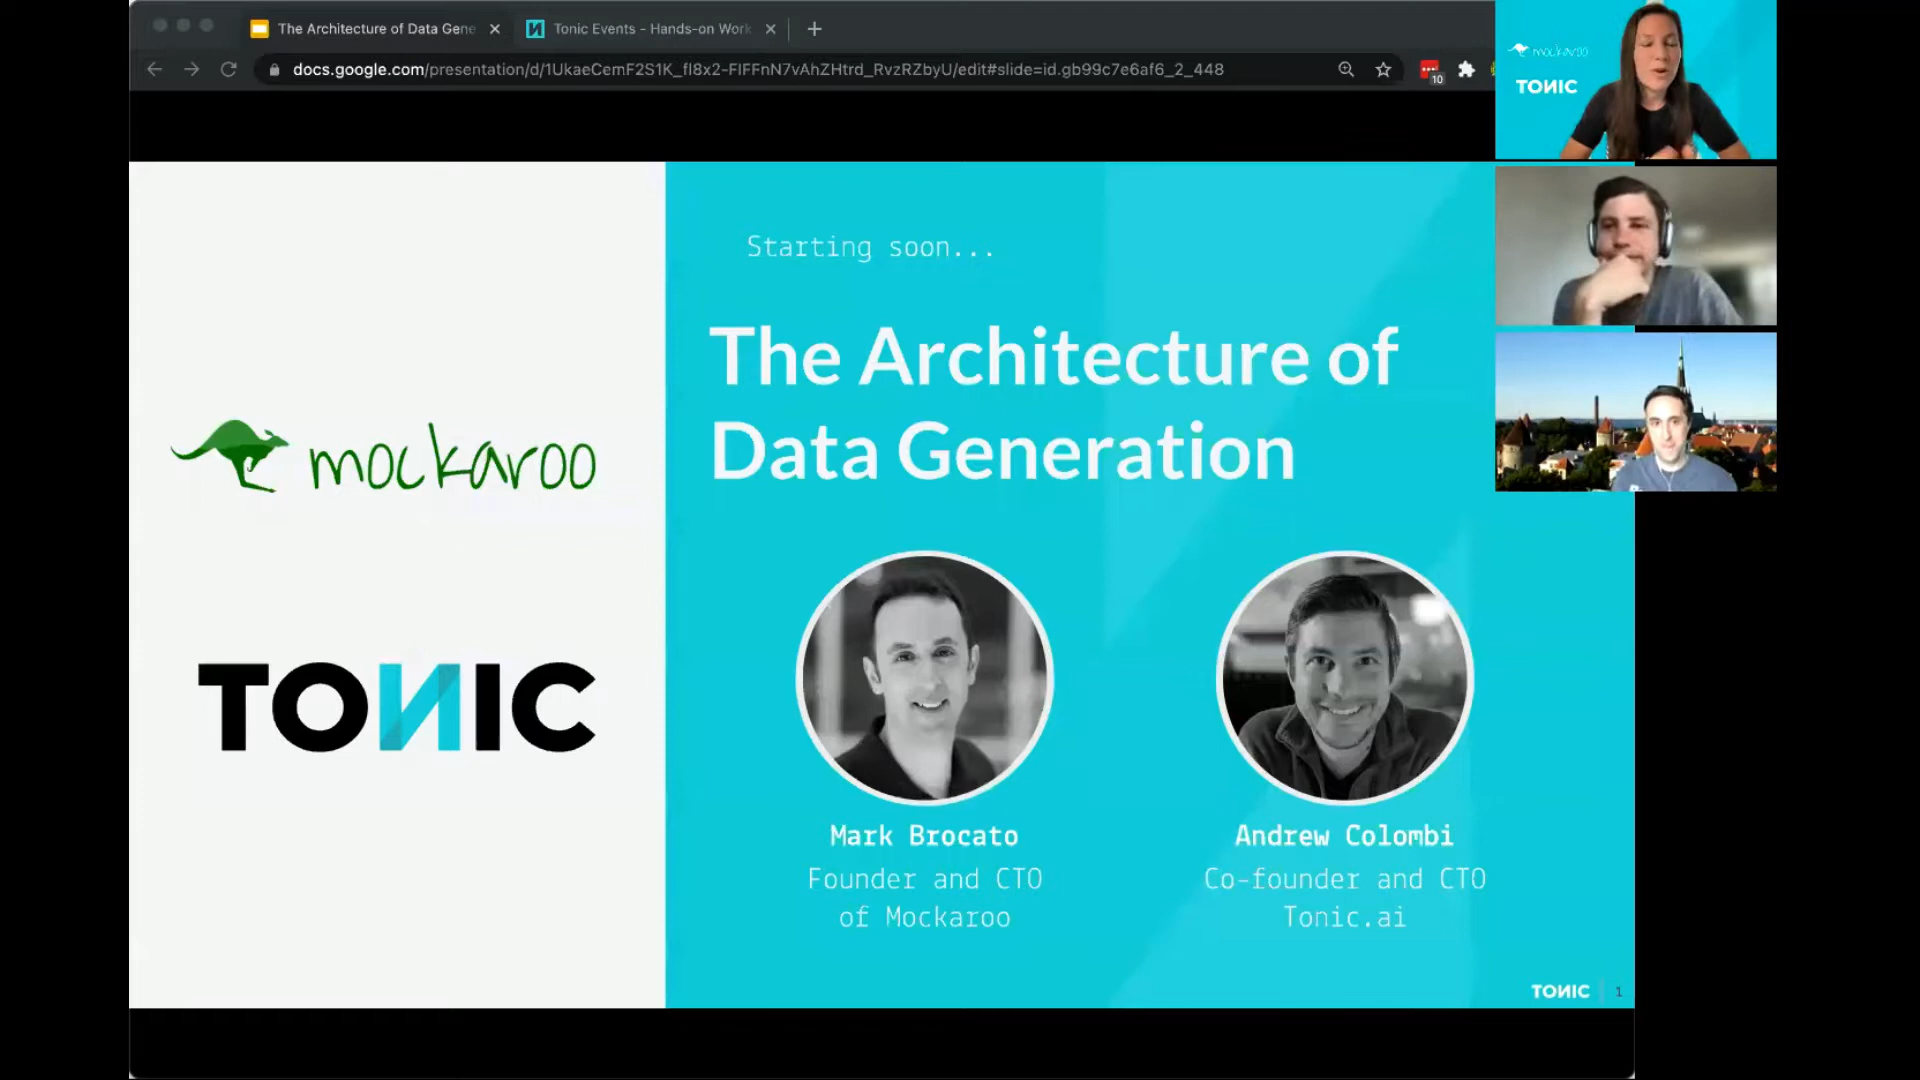 The Architecture of Data Gene
Tonic Events - Hands-on Work
docs.google.com/presentation/d/1UkaeCemF2S1K_fl8x2-FIFFnN7vAhZHtrd_RvzRZbyU/edit#slide=id.gb99c7e6af6_2_448
10
mockaroo
TONIC
Starting soon...
The Architecture of
Data Generation
mockaroo
TONIC
Mark Brocato
Founder and CTO
of Mockaroo
Andrew Colombi
Co-founder and CTO
Tonic.ai
TONIC
1